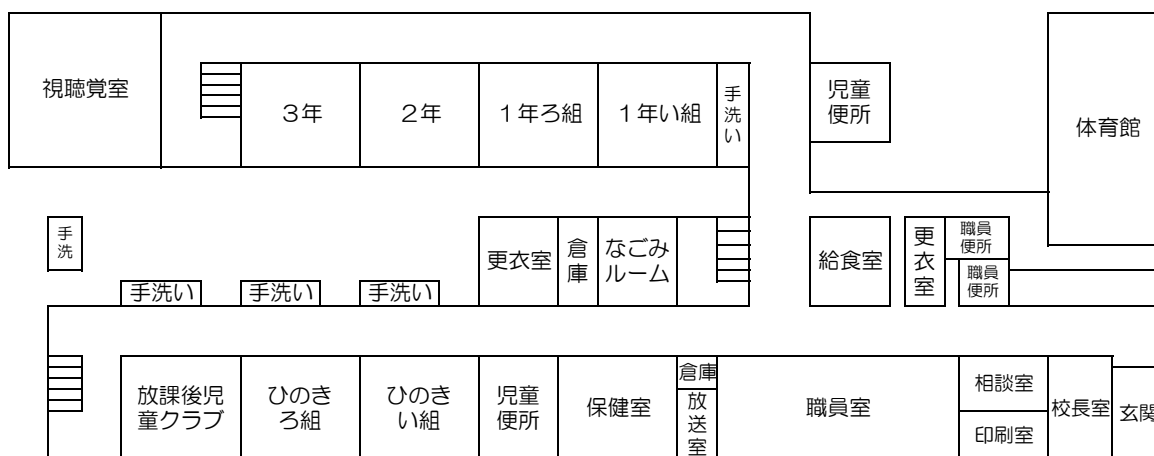 視聴覚室
３年
２年
１年ろ組
１年い組
手洗い
児童
便所
体育館
手洗
更衣室
倉庫
なごみ
ルーム
給食室
更衣室
職員
便所
職員
便所
手洗い
手洗い
手洗い
放課後児
童クラブ
ひのき
ろ組
ひのき
い組
児童
便所
保健室
倉庫
放送室
職員室
相談室
印刷室
校長室
玄関